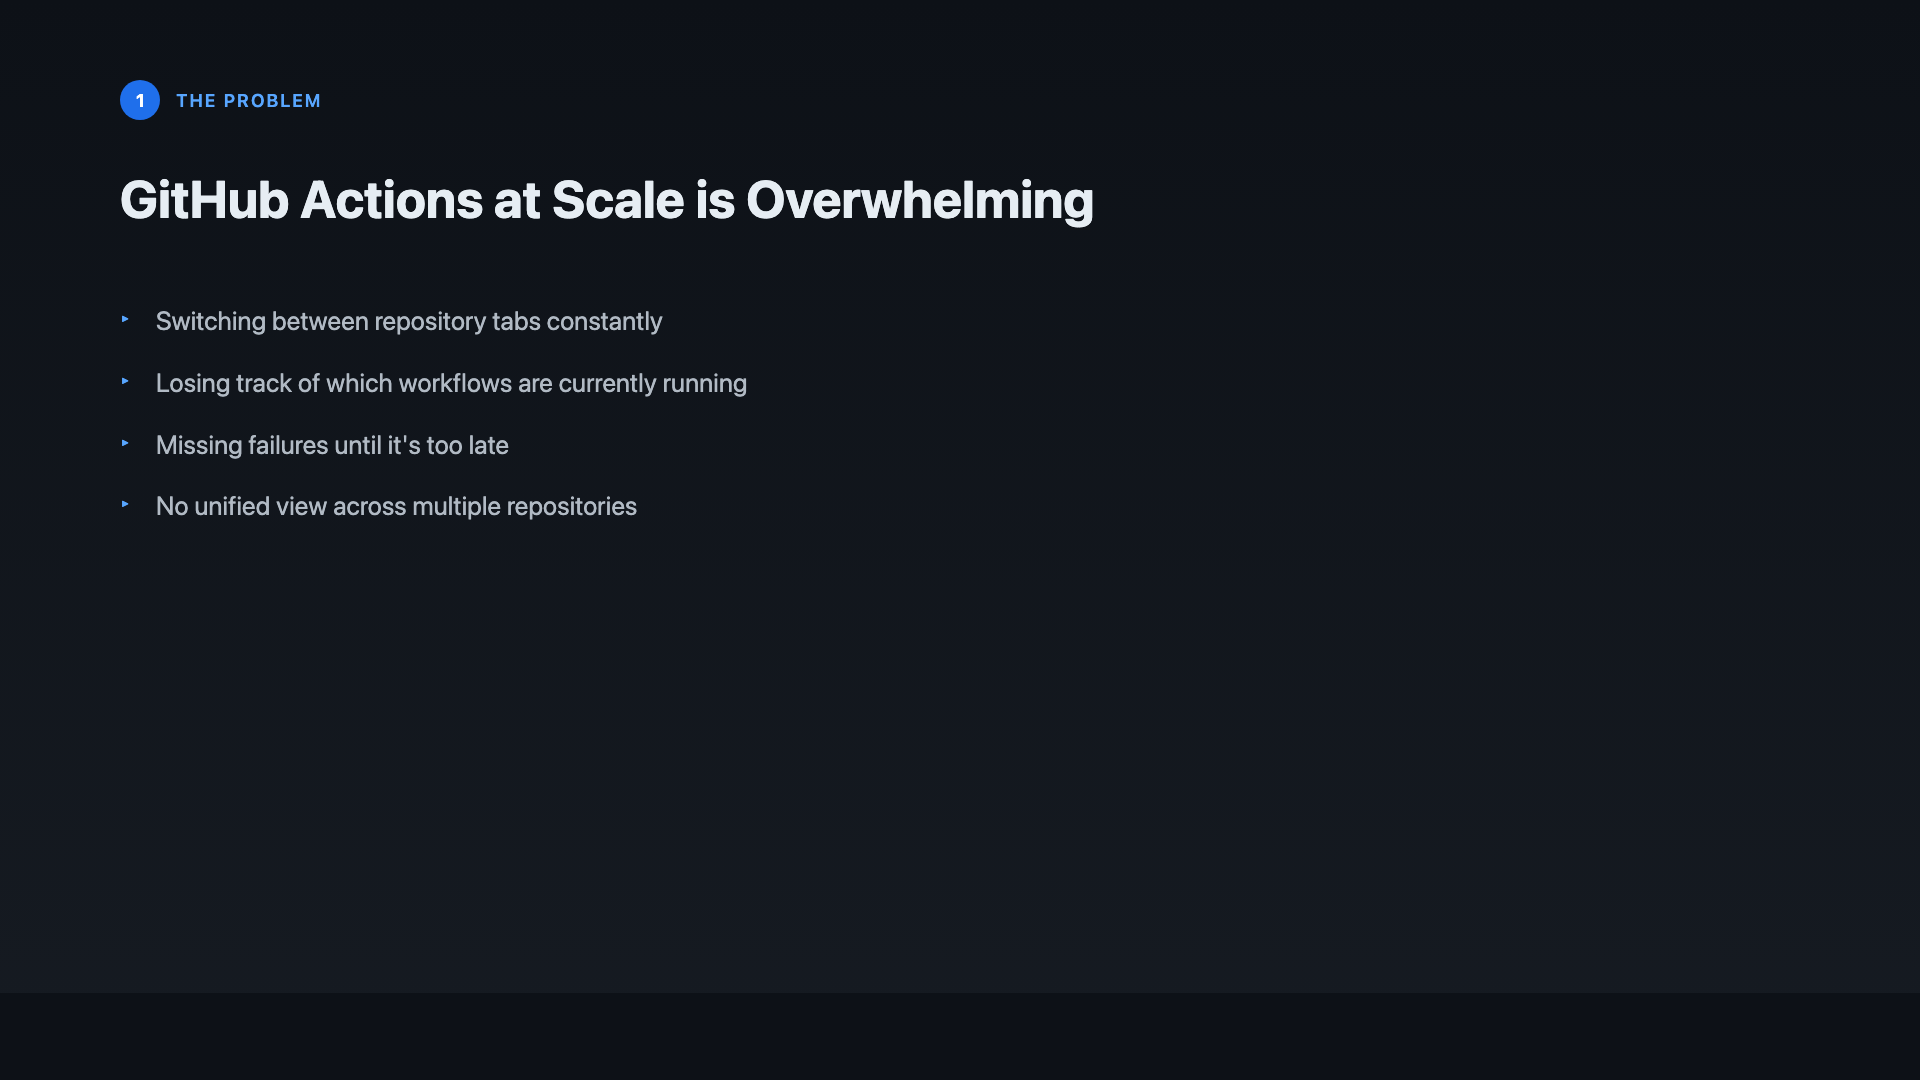 1 THE PROBLEM
GitHub Actions at Scale is Overwhelming
‣ Switching between repository tabs constantly
‣ Losing track of which workflows are currently running
‣ Missing failures until it's too late
‣ No unified view across multiple repositories